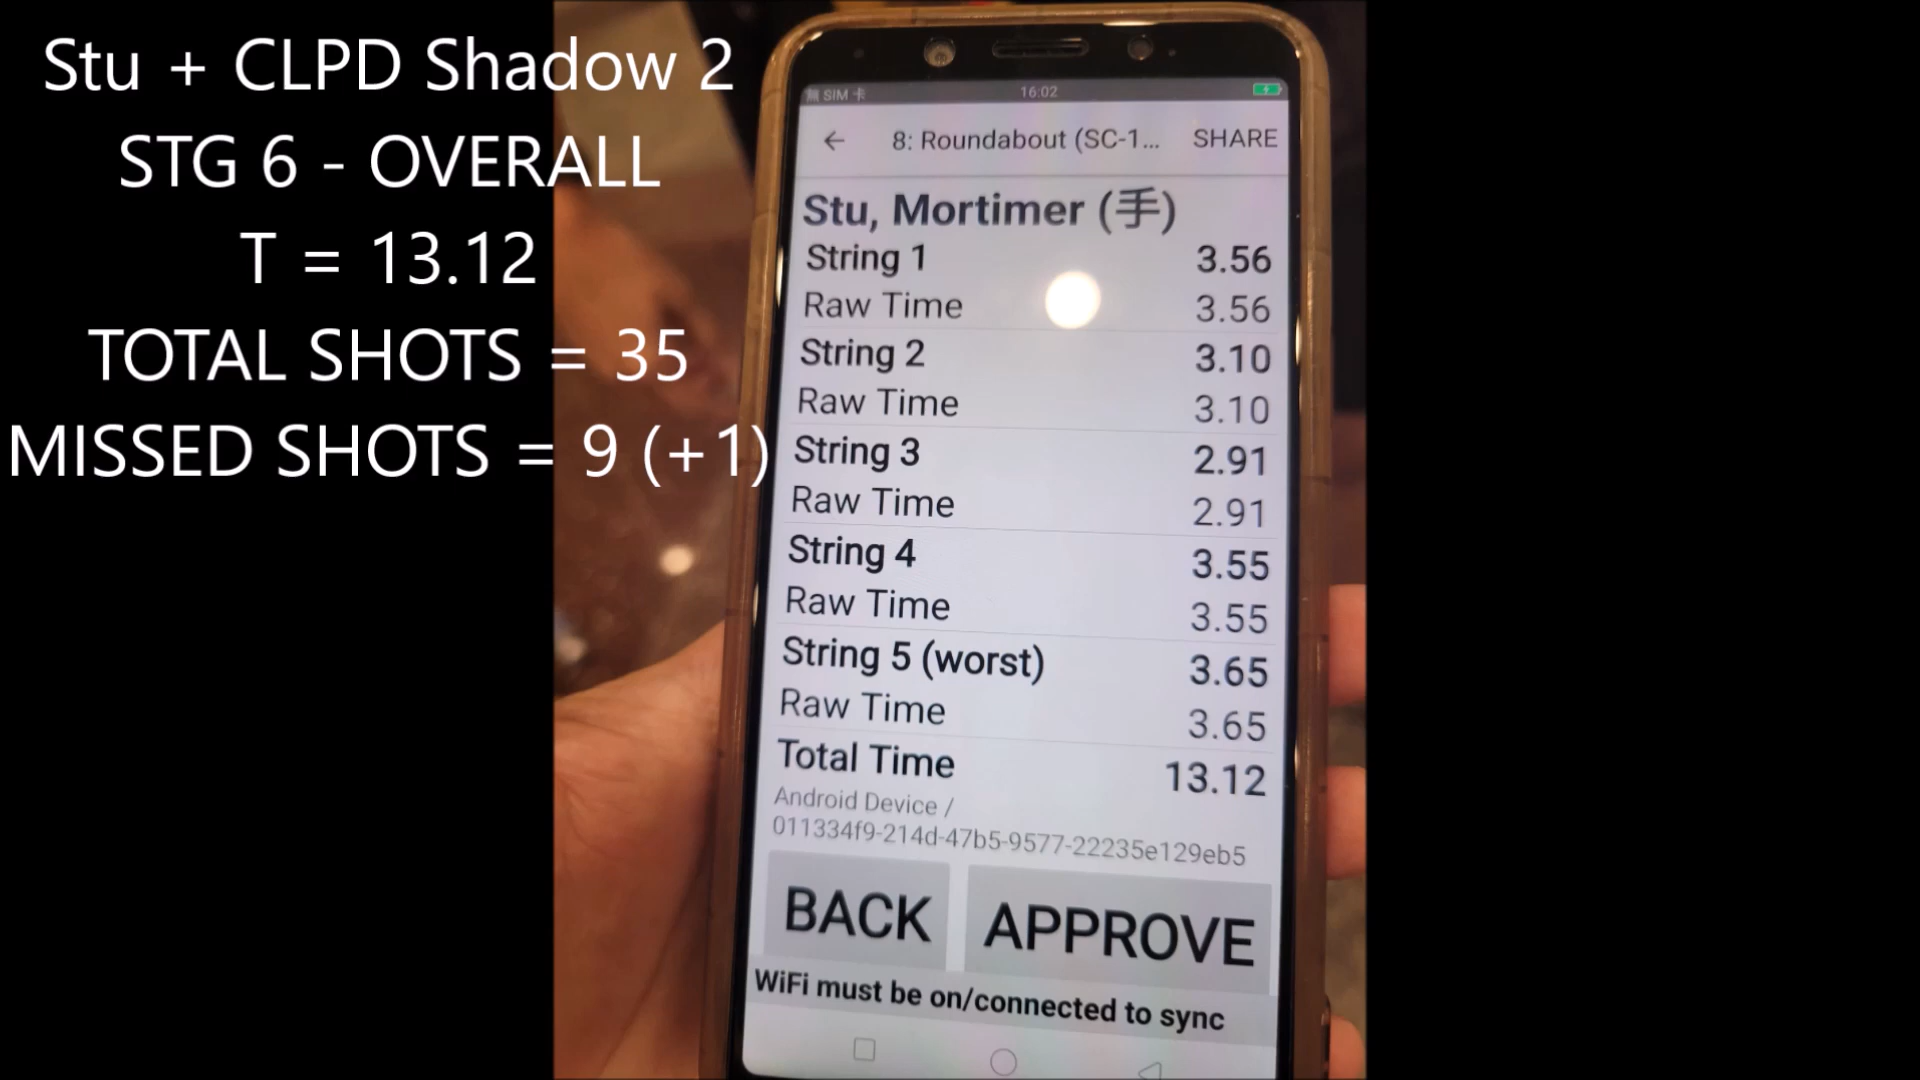 Stu + CLPD Shadow 2
STG 6 - OVERALL
T = 13.12
TOTAL SHOTS = 35
MISSED SHOTS = 9 (+1)
無 SIM 卡 16:02
← 8: Roundabout (SC-1... SHARE
Stu, Mortimer (手)
String 1 3.56
Raw Time 3.56
String 2 3.10
Raw Time 3.10
String 3 2.91
Raw Time 2.91
String 4 3.55
Raw Time 3.55
String 5 (worst) 3.65
Raw Time 3.65
Total Time 13.12
Android Device /
011334f9-214d-47b5-9577-22235e129eb5
BACK APPROVE
WiFi must be on/connected to sync